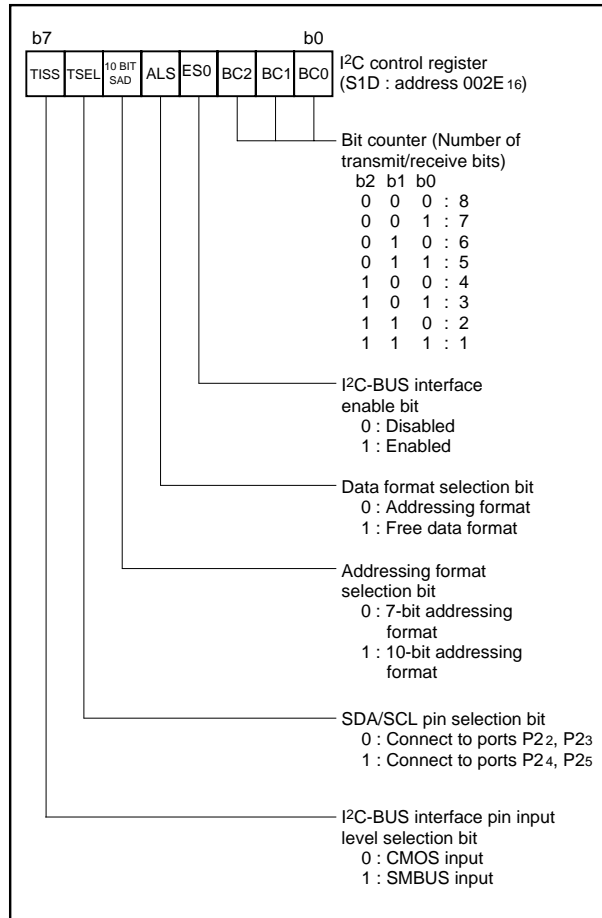 b7 b0
TISS TSEL 10 BIT SAD ALS ES0 BC2 BC1 BC0
I2C control register
(S1D : address 002E16)
Bit counter (Number of
transmit/receive bits)
b2 b1 b0
0 0 0 : 8
0 0 1 : 7
0 1 0 : 6
0 1 1 : 5
1 0 0 : 4
1 0 1 : 3
1 1 0 : 2
1 1 1 : 1
I2C-BUS interface
enable bit
0 : Disabled
1 : Enabled
Data format selection bit
0 : Addressing format
1 : Free data format
Addressing format
selection bit
0 : 7-bit addressing
format
1 : 10-bit addressing
format
SDA/SCL pin selection bit
0 : Connect to ports P22, P23
1 : Connect to ports P24, P25
I2C-BUS interface pin input
level selection bit
0 : CMOS input
1 : SMBUS input